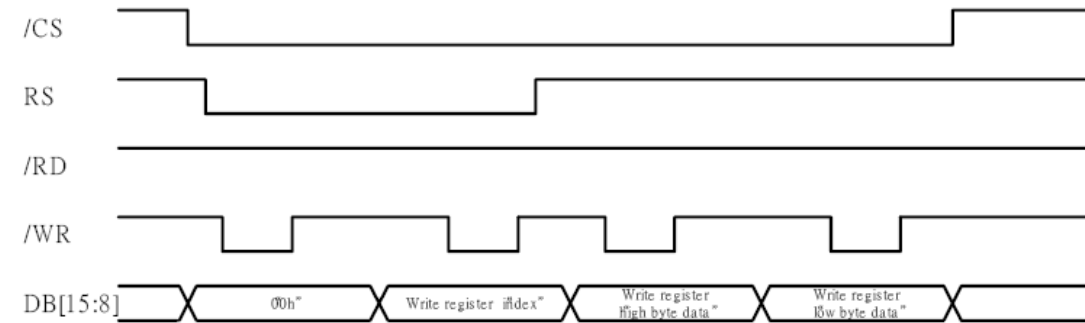 /CS
RS
/RD
/WR
DB[15:8]
"00h"
Write register "index"
Write register
"high byte data"
Write register
"low byte data"